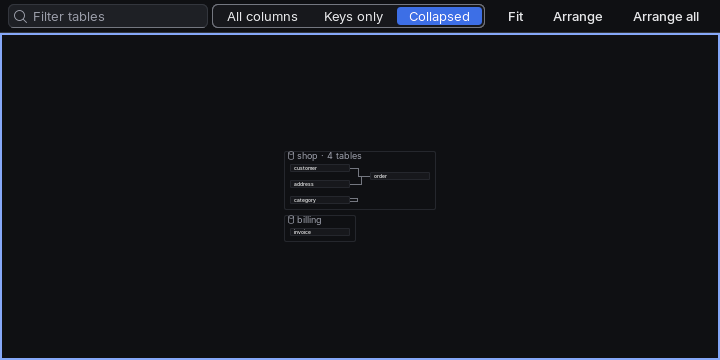 Filter tables
All columns
Keys only
Collapsed
Fit
Arrange
Arrange all
shop · 4 tables
customer
order
address
category
billing
invoice